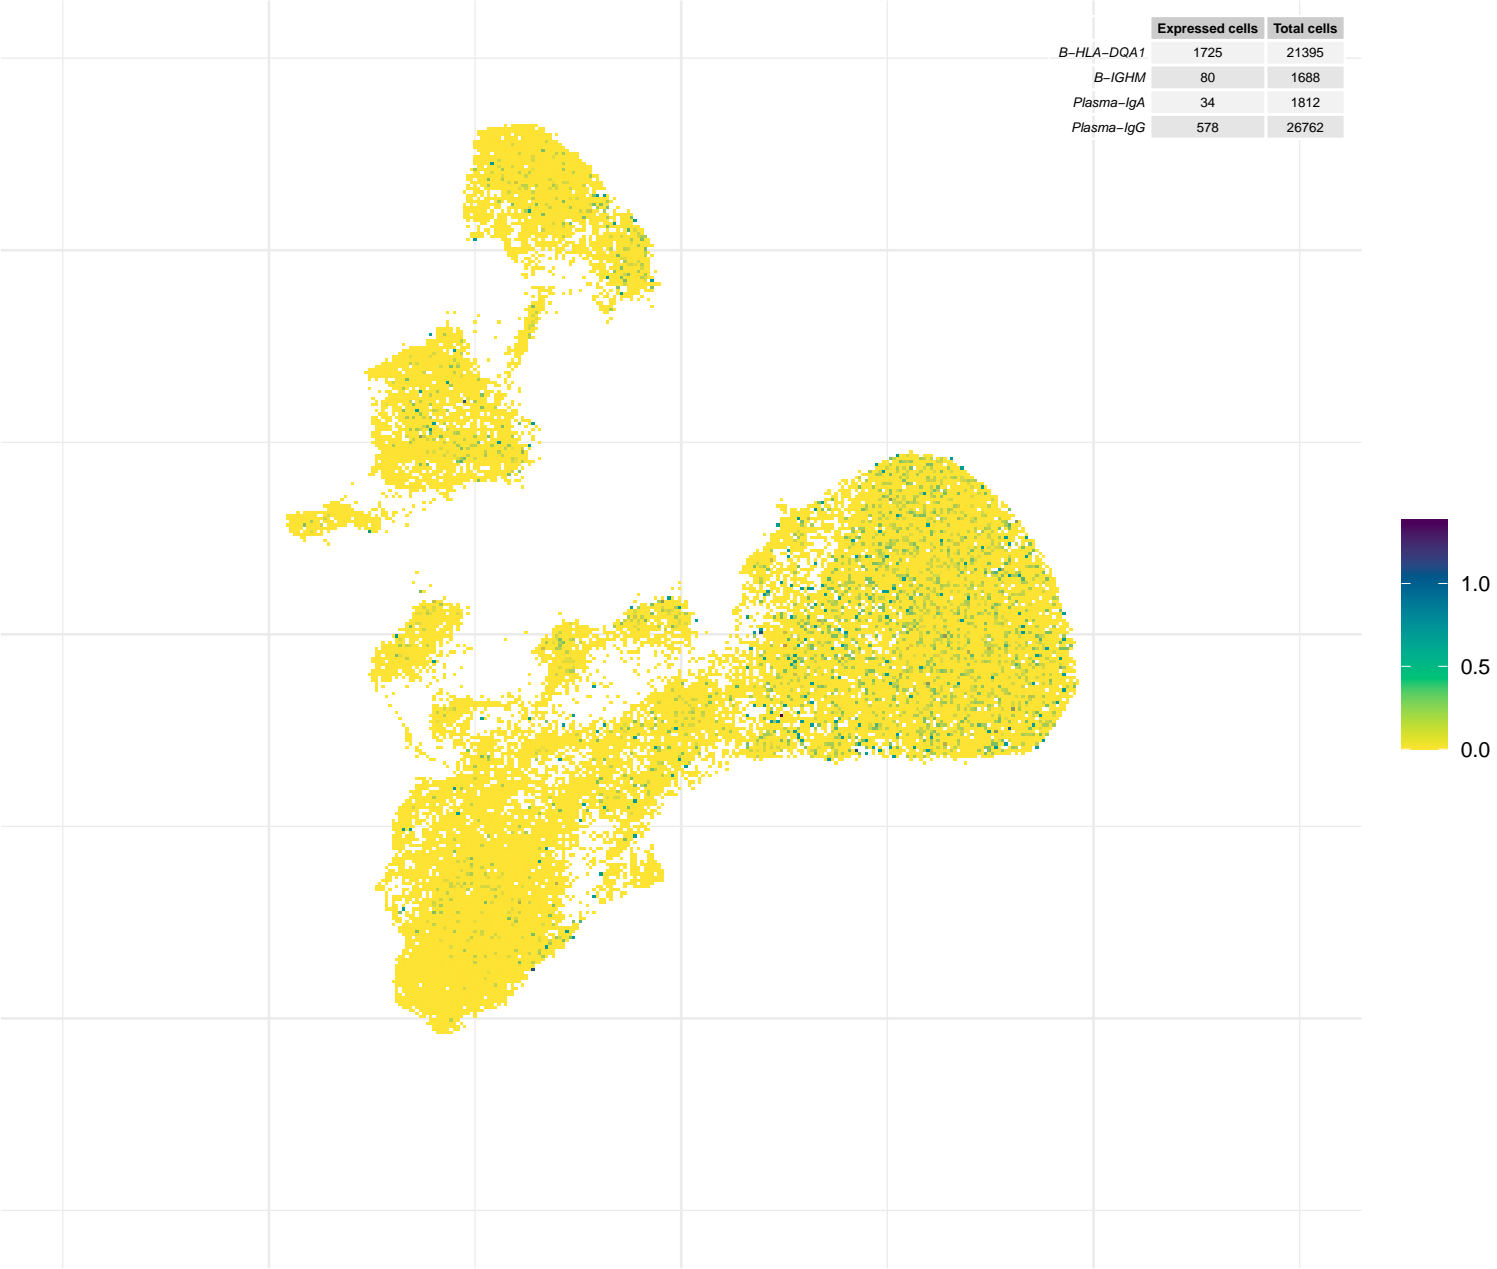 Expressed cells Total cells
B−HLA−DQA1 1725 21395
B−IGHM 80 1688
Plasma−IgA 34 1812
Plasma−IgG 578 26762
1.0
0.5
0.0